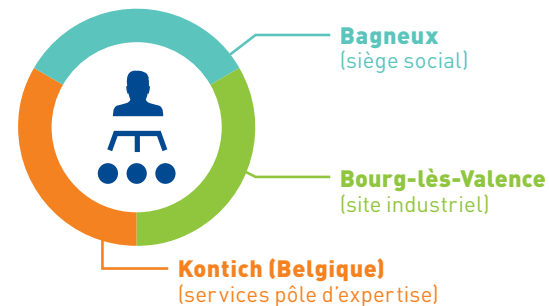 Bagneux
(siège social)
Bourg-lès-Valence
(site industriel)
Kontich (Belgique)
(services pôle d'expertise)